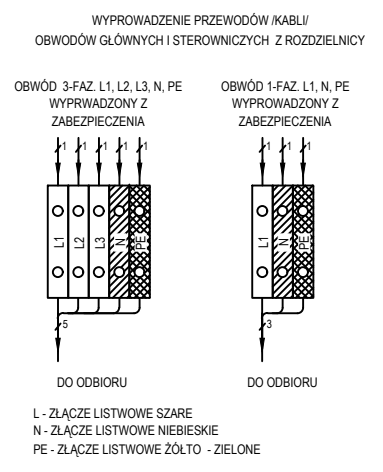 WYPROWADZENIE PRZEWODÓW /KABLI/
OBWODÓW GŁÓWNYCH I STEROWNICZYCH Z ROZDZIELNICY
OBWÓD 3-FAZ. L1, L2, L3, N, PE
WYPRWADZONY Z
ZABEZPIECZENIA
1 1 1 1 1
L1 L2 L3 N PE
5
DO ODBIORU
OBWÓD 1-FAZ. L1, N, PE
WYPROWADZONY Z
ZABEZPIECZENIA
1 1 1
L1 N PE
3
DO ODBIORU
L - ZŁĄCZE LISTWOWE SZARE
N - ZŁĄCZE LISTWOWE NIEBIESKIE
PE - ZŁĄCZE LISTWOWE ŻÓŁTO - ZIELONE